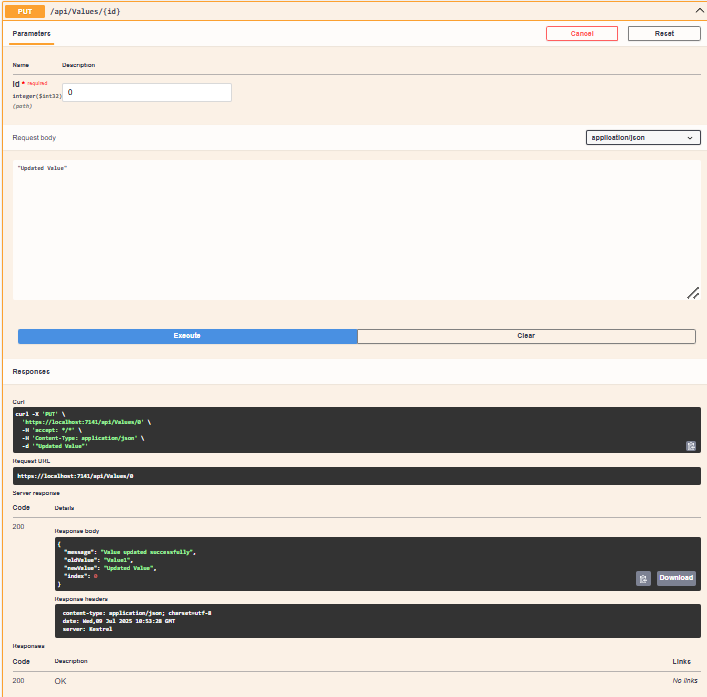 PUT /api/Values/{id}
Parameters
Cancel
Reset
Name Description
id * required
integer($int32)
(path)
0
Request body
application/json
"Updated Value"
Execute
Clear
Responses
Curl
curl -X 'PUT' \
'https://localhost:7141/api/Values/0' \
-H 'accept: */*' \
-H 'Content-Type: application/json' \
-d '"Updated Value"'
Request URL
https://localhost:7141/api/Values/0
Server response
Code Details
200
Response body
{
"message": "Value updated successfully",
"oldValue": "Value1",
"newValue": "Updated Value",
"index": 0
}
Download
Response headers
content-type: application/json; charset=utf-8
date: Wed,09 Jul 2025 10:53:20 GMT
server: Kestrel
Responses
Code Description Links
200 OK No links